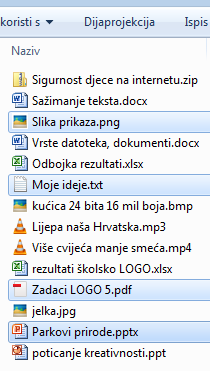 koristi s
Dijaprojekcija
Ispis
Naziv
Sigurnost djece na internetu.zip
Sažimanje teksta.docx
Slika prikaza.png
Vrste datoteka, dokumenti.docx
Odbojka rezultati.xlsx
Moje ideje.txt
kućica 24 bita 16 mil boja.bmp
Lijepa naša Hrvatska.mp3
Više cvijeća manje smeća.mp4
rezultati školsko LOGO.xlsx
Zadaci LOGO 5.pdf
jelka.jpg
Parkovi prirode.pptx
poticanje kreativnosti.ppt